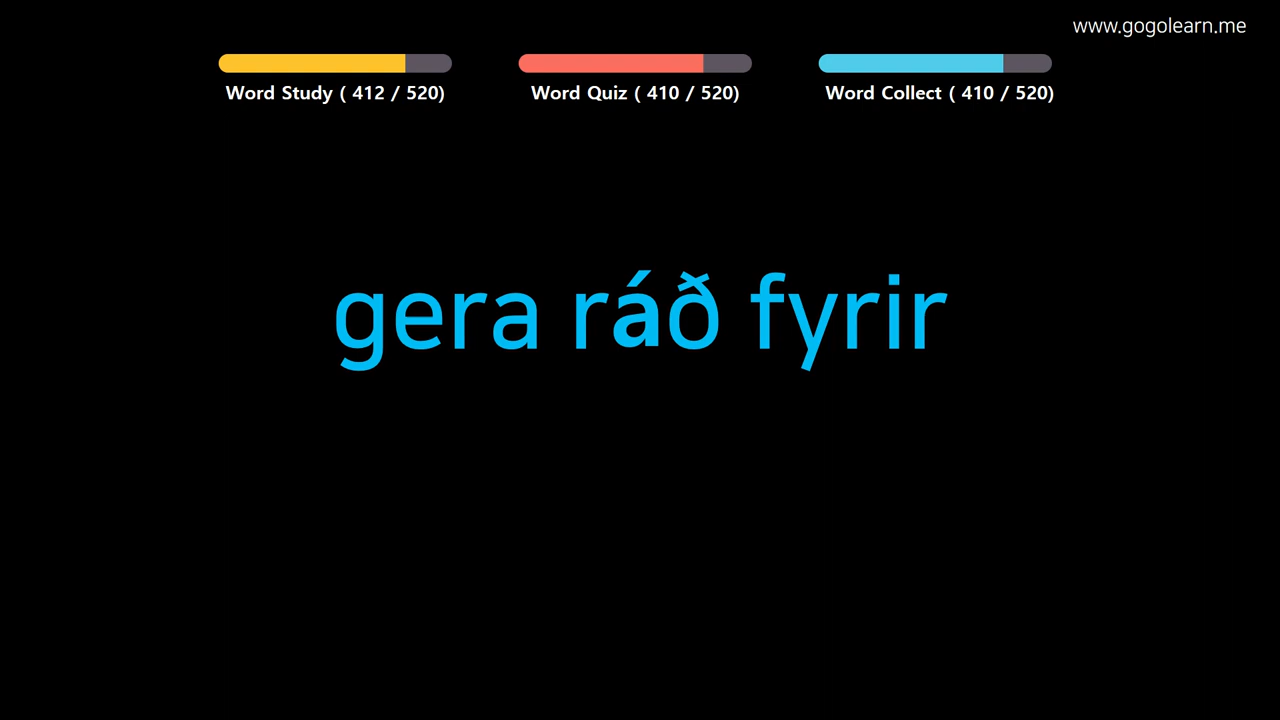 www.gogolearn.me
Word Study ( 412 / 520)
Word Quiz ( 410 / 520)
Word Collect ( 410 / 520)
gera ráð fyrir